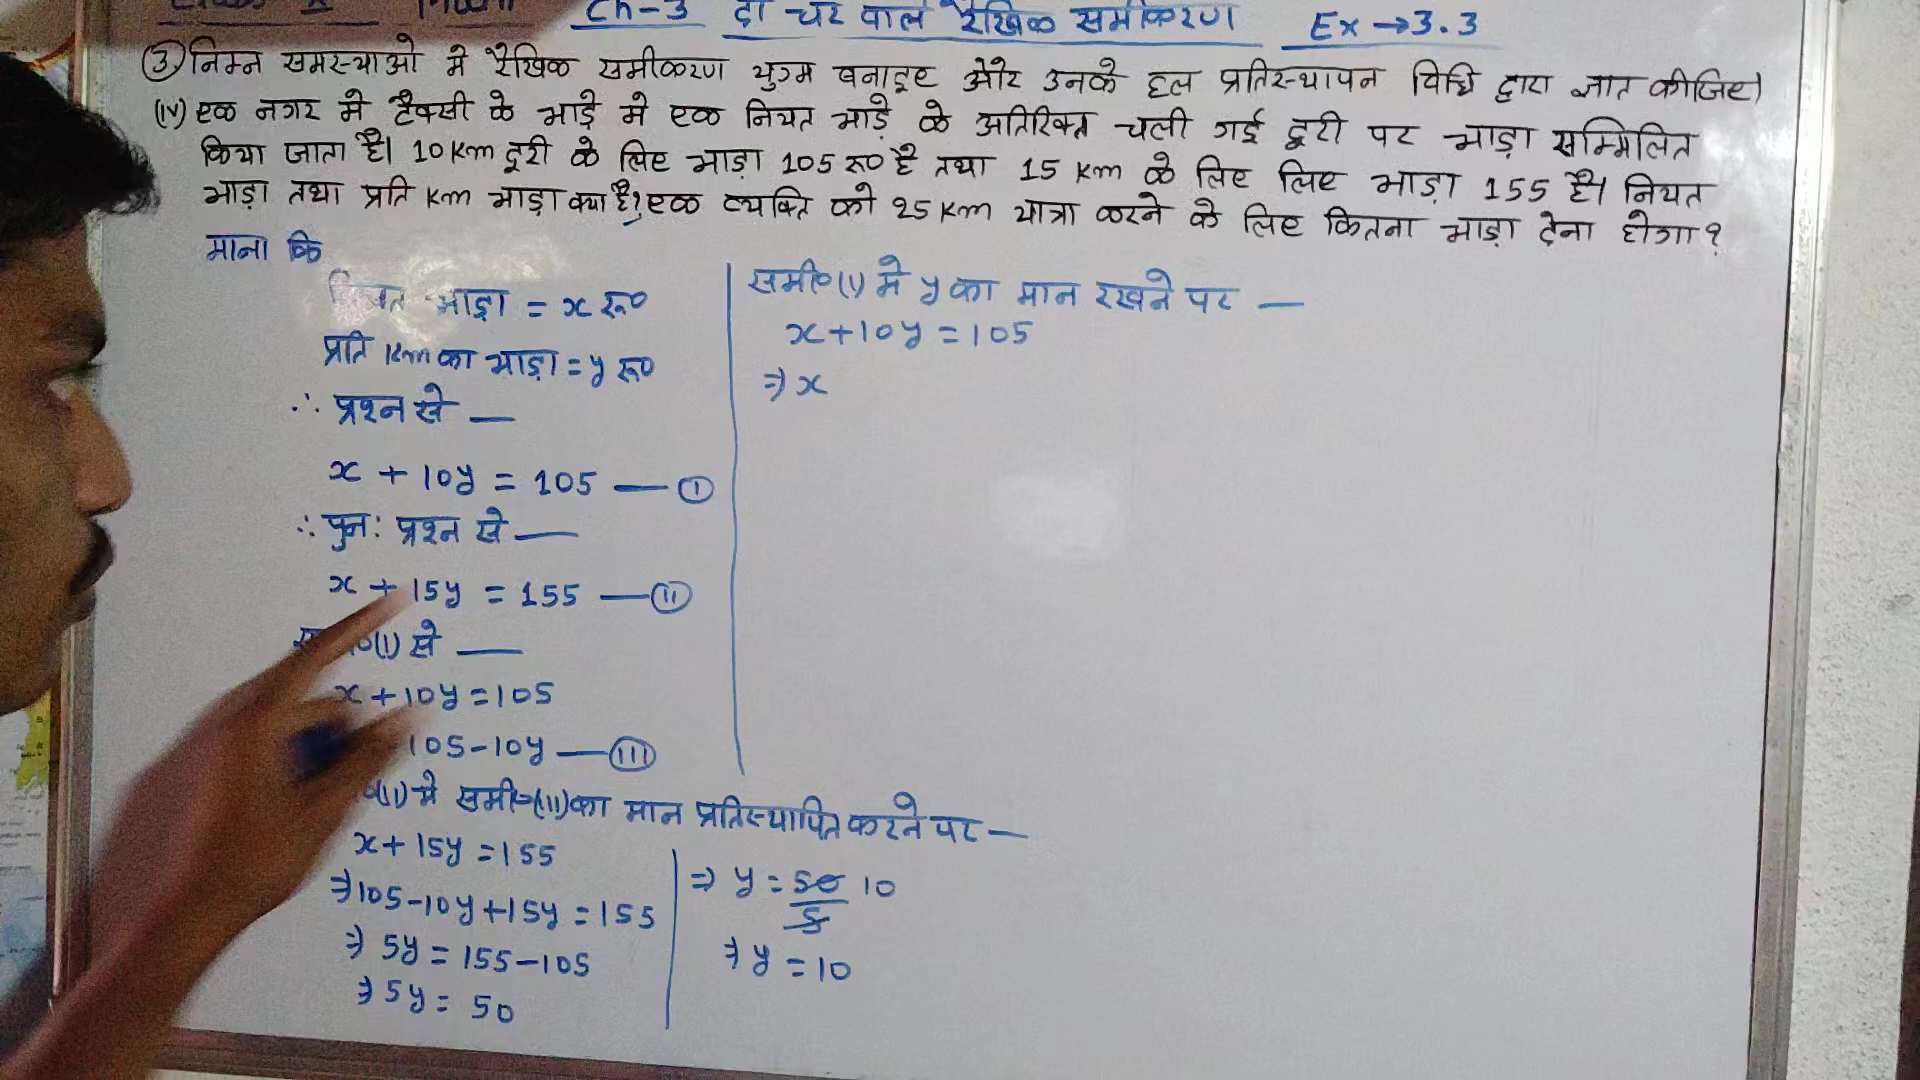 Ch-3 दो चर वाले रैखिक समीकरण Ex→3.3
③ निम्न समस्याओ मे रैखिक समीकरण युग्म बनाइए और उनके हल प्रतिस्थापन विधि द्वारा ज्ञात कीजिए।
(iv) एक नगर मे टैक्सी के भाड़े मे एक नियत भाड़े के अतिरिक्त चली गई दूरी पर भाड़ा सम्मिलित
किया जाता है। 10 Km दूरी के लिए भाड़ा 105 रू० है तथा 15 Km के लिए लिए भाड़ा 155 है। नियत
भाड़ा तथा प्रति Km भाड़ा क्या है? एक व्यक्ति को 25 Km यात्रा करने के लिए कितना भाड़ा देना होगा?
माना कि
भाड़ा = x रू०
प्रति Km का भाड़ा = y रू०
∴ प्रश्न से —
x + 10y = 105 — ①
∴ पुन: प्रश्न से —
x + 15y = 155 — ⑪
(1) से —
x + 10y = 105
105 - 10y — (III)
(11) मे समी०(III) का मान प्रतिस्थापित करने पर —
x + 15y = 155
⇒ 105 - 10y + 15y = 155
⇒ 5y = 155 - 105
⇒ 5y = 50
⇒ y = 50/5 10
⇒ y = 10
समी०(1) मे y का मान रखने पर —
x + 10y = 105
⇒ x